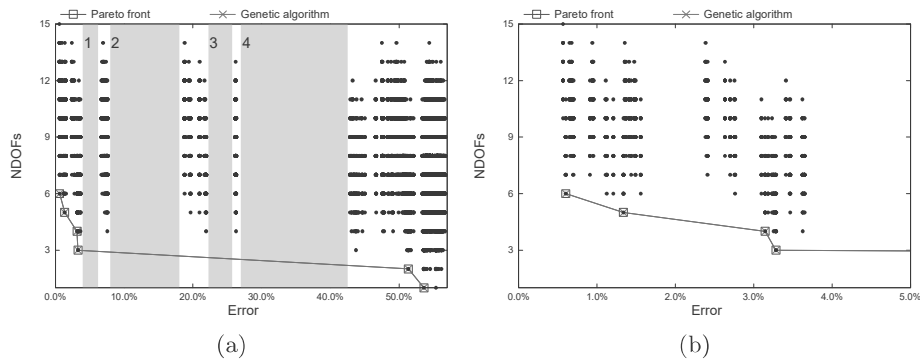 Pareto front Genetic algorithm
15
12
9
6
3
NDOFs
1 2 3 4
0.0% 10.0% 20.0% 30.0% 40.0% 50.0%
Error
(a)
Pareto front Genetic algorithm
15
12
9
6
3
NDOFs
0.0% 1.0% 2.0% 3.0% 4.0% 5.0%
Error
(b)